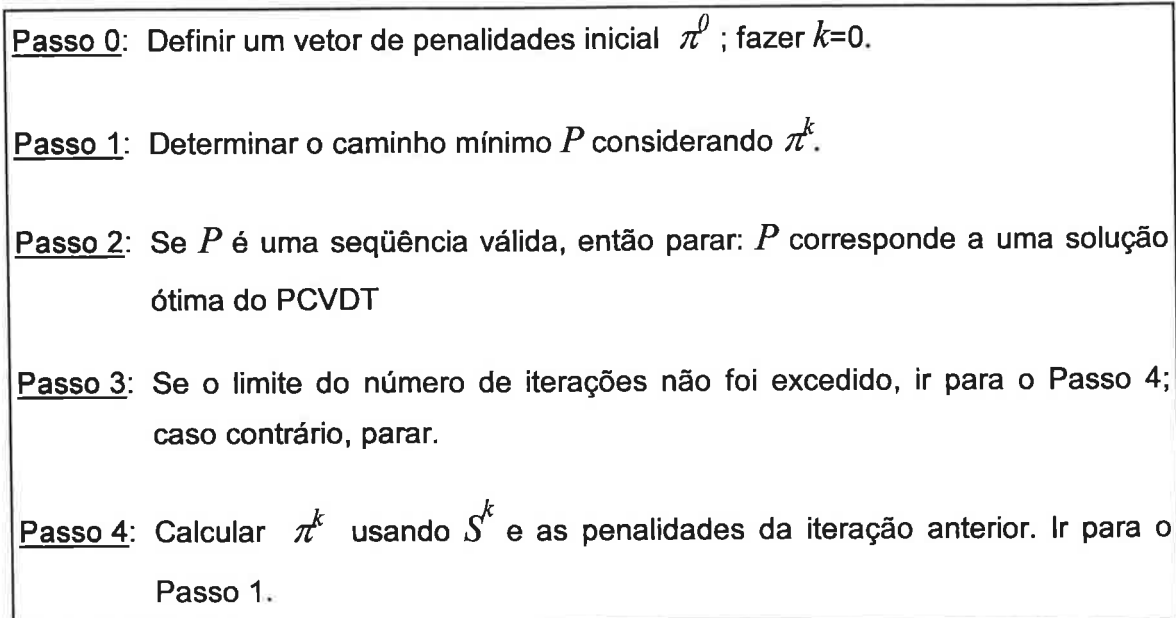 Passo 0: Definir um vetor de penalidades inicial π⁰ ; fazer k=0.
Passo 1: Determinar o caminho mínimo P considerando πᵏ.
Passo 2: Se P é uma seqüência válida, então parar: P corresponde a uma solução
ótima do PCVDT
Passo 3: Se o limite do número de iterações não foi excedido, ir para o Passo 4;
caso contrário, parar.
Passo 4: Calcular πᵏ usando Sᵏ e as penalidades da iteração anterior. Ir para o
Passo 1.